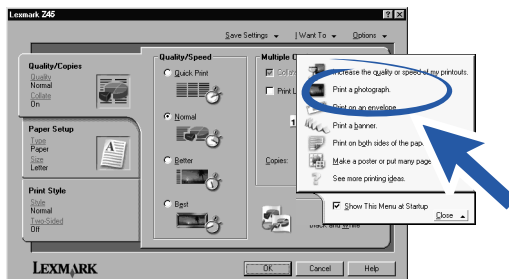 Lexmark Z45
Save Settings
I Want To
Options
Quality/Copies
Quality
Normal
Collate
On
Paper Setup
Type
Paper
Size
Letter
Print Style
Style
Normal
Two-Sided
Off
Quality/Speed
Quick Print
Normal
Better
Best
Multiple
Print
1
Copies:
Black and White
Increase the quality or speed of my printouts.
Print a photograph.
Print on an envelope.
Print a banner.
Print on both sides of the pap
Make a poster or put many page
See more printing ideas.
Show This Menu at Startup
Close
LEXMARK
OK
Cancel
Help